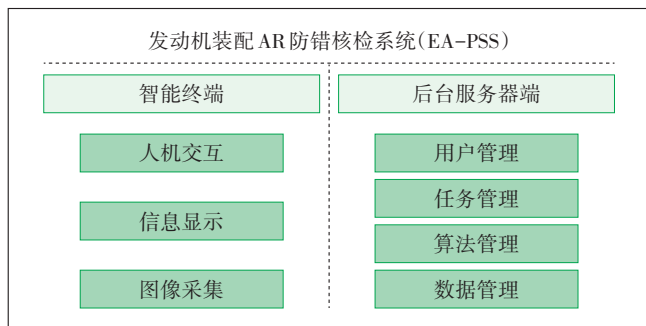 发动机装配AR防错核检系统(EA-PSS)
智能终端
人机交互
信息显示
图像采集
后台服务器端
用户管理
任务管理
算法管理
数据管理